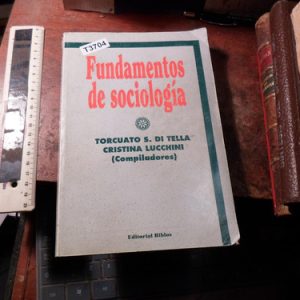 T3704
Fundamentos
de sociología
TORCUATO S. DI TELLA
CRISTINA LUCCHINI
(Compiladores)
Editorial Biblos